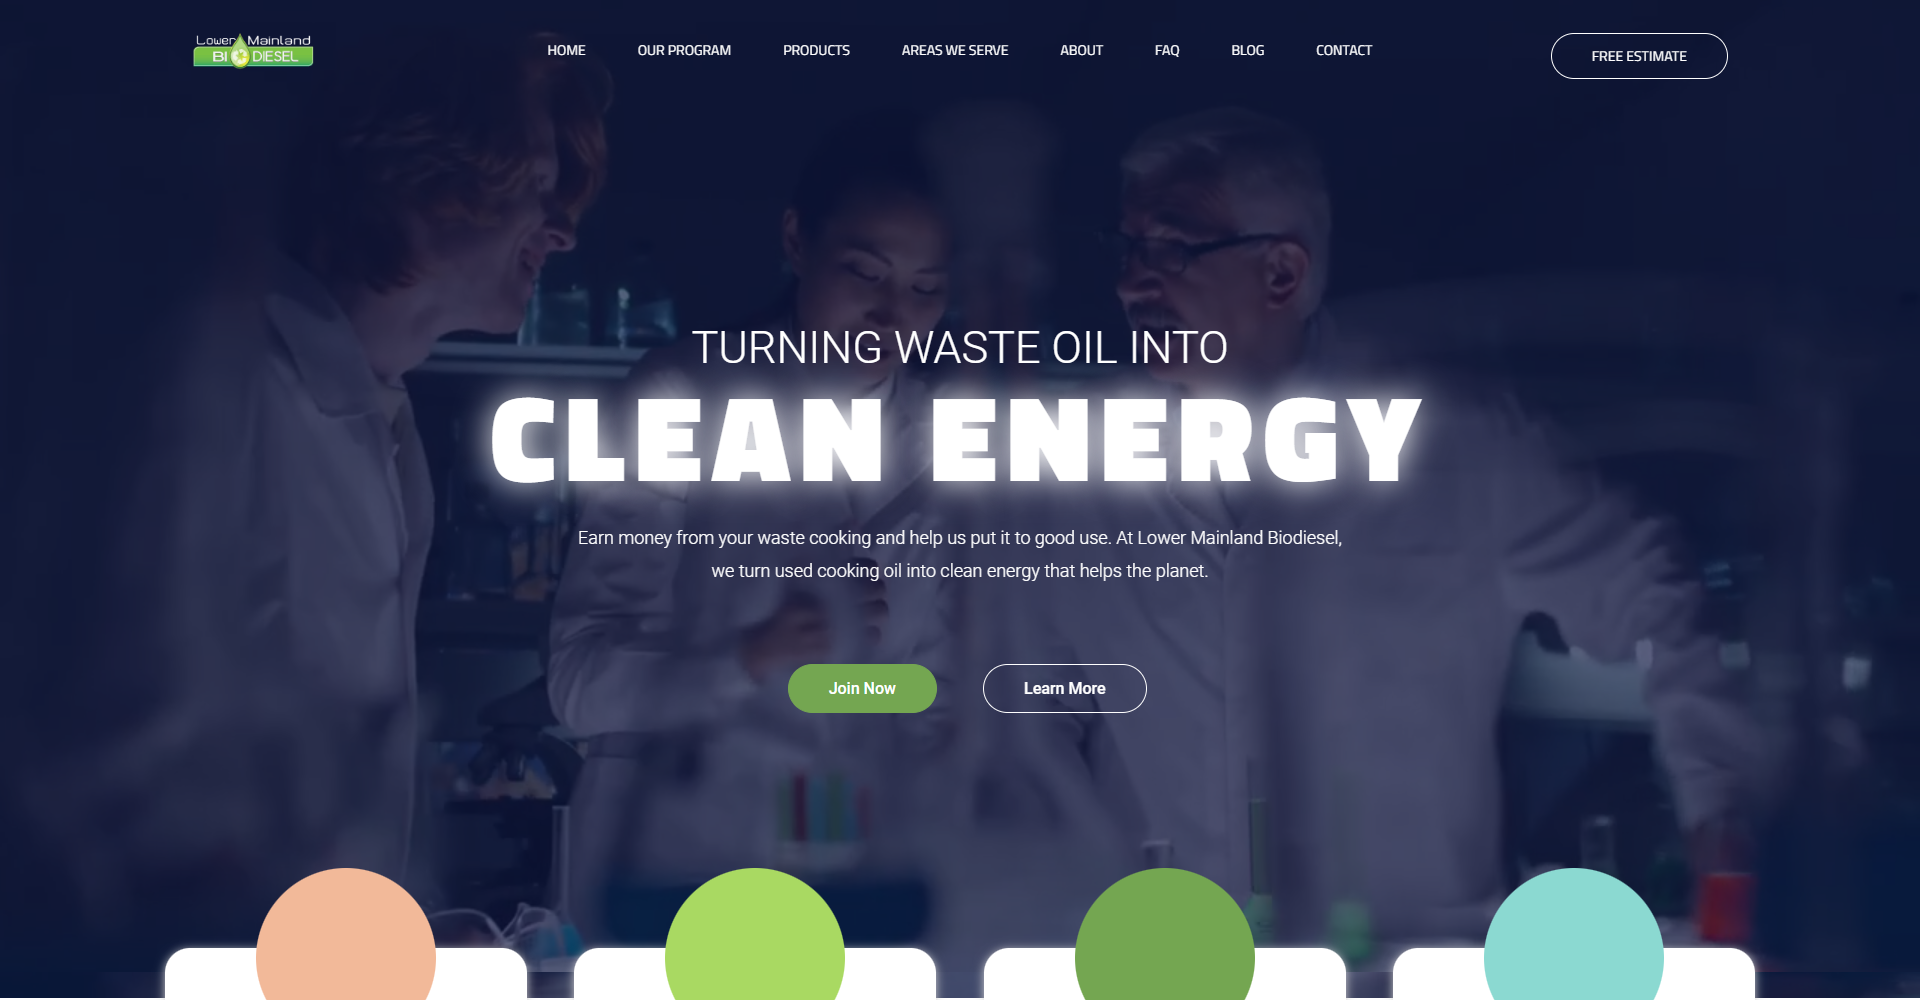 Lower Mainland
BIODIESEL
HOME
OUR PROGRAM
PRODUCTS
AREAS WE SERVE
ABOUT
FAQ
BLOG
CONTACT
FREE ESTIMATE
TURNING WASTE OIL INTO
CLEAN ENERGY
Earn money from your waste cooking and help us put it to good use. At Lower Mainland Biodiesel,
we turn used cooking oil into clean energy that helps the planet.
Join Now
Learn More